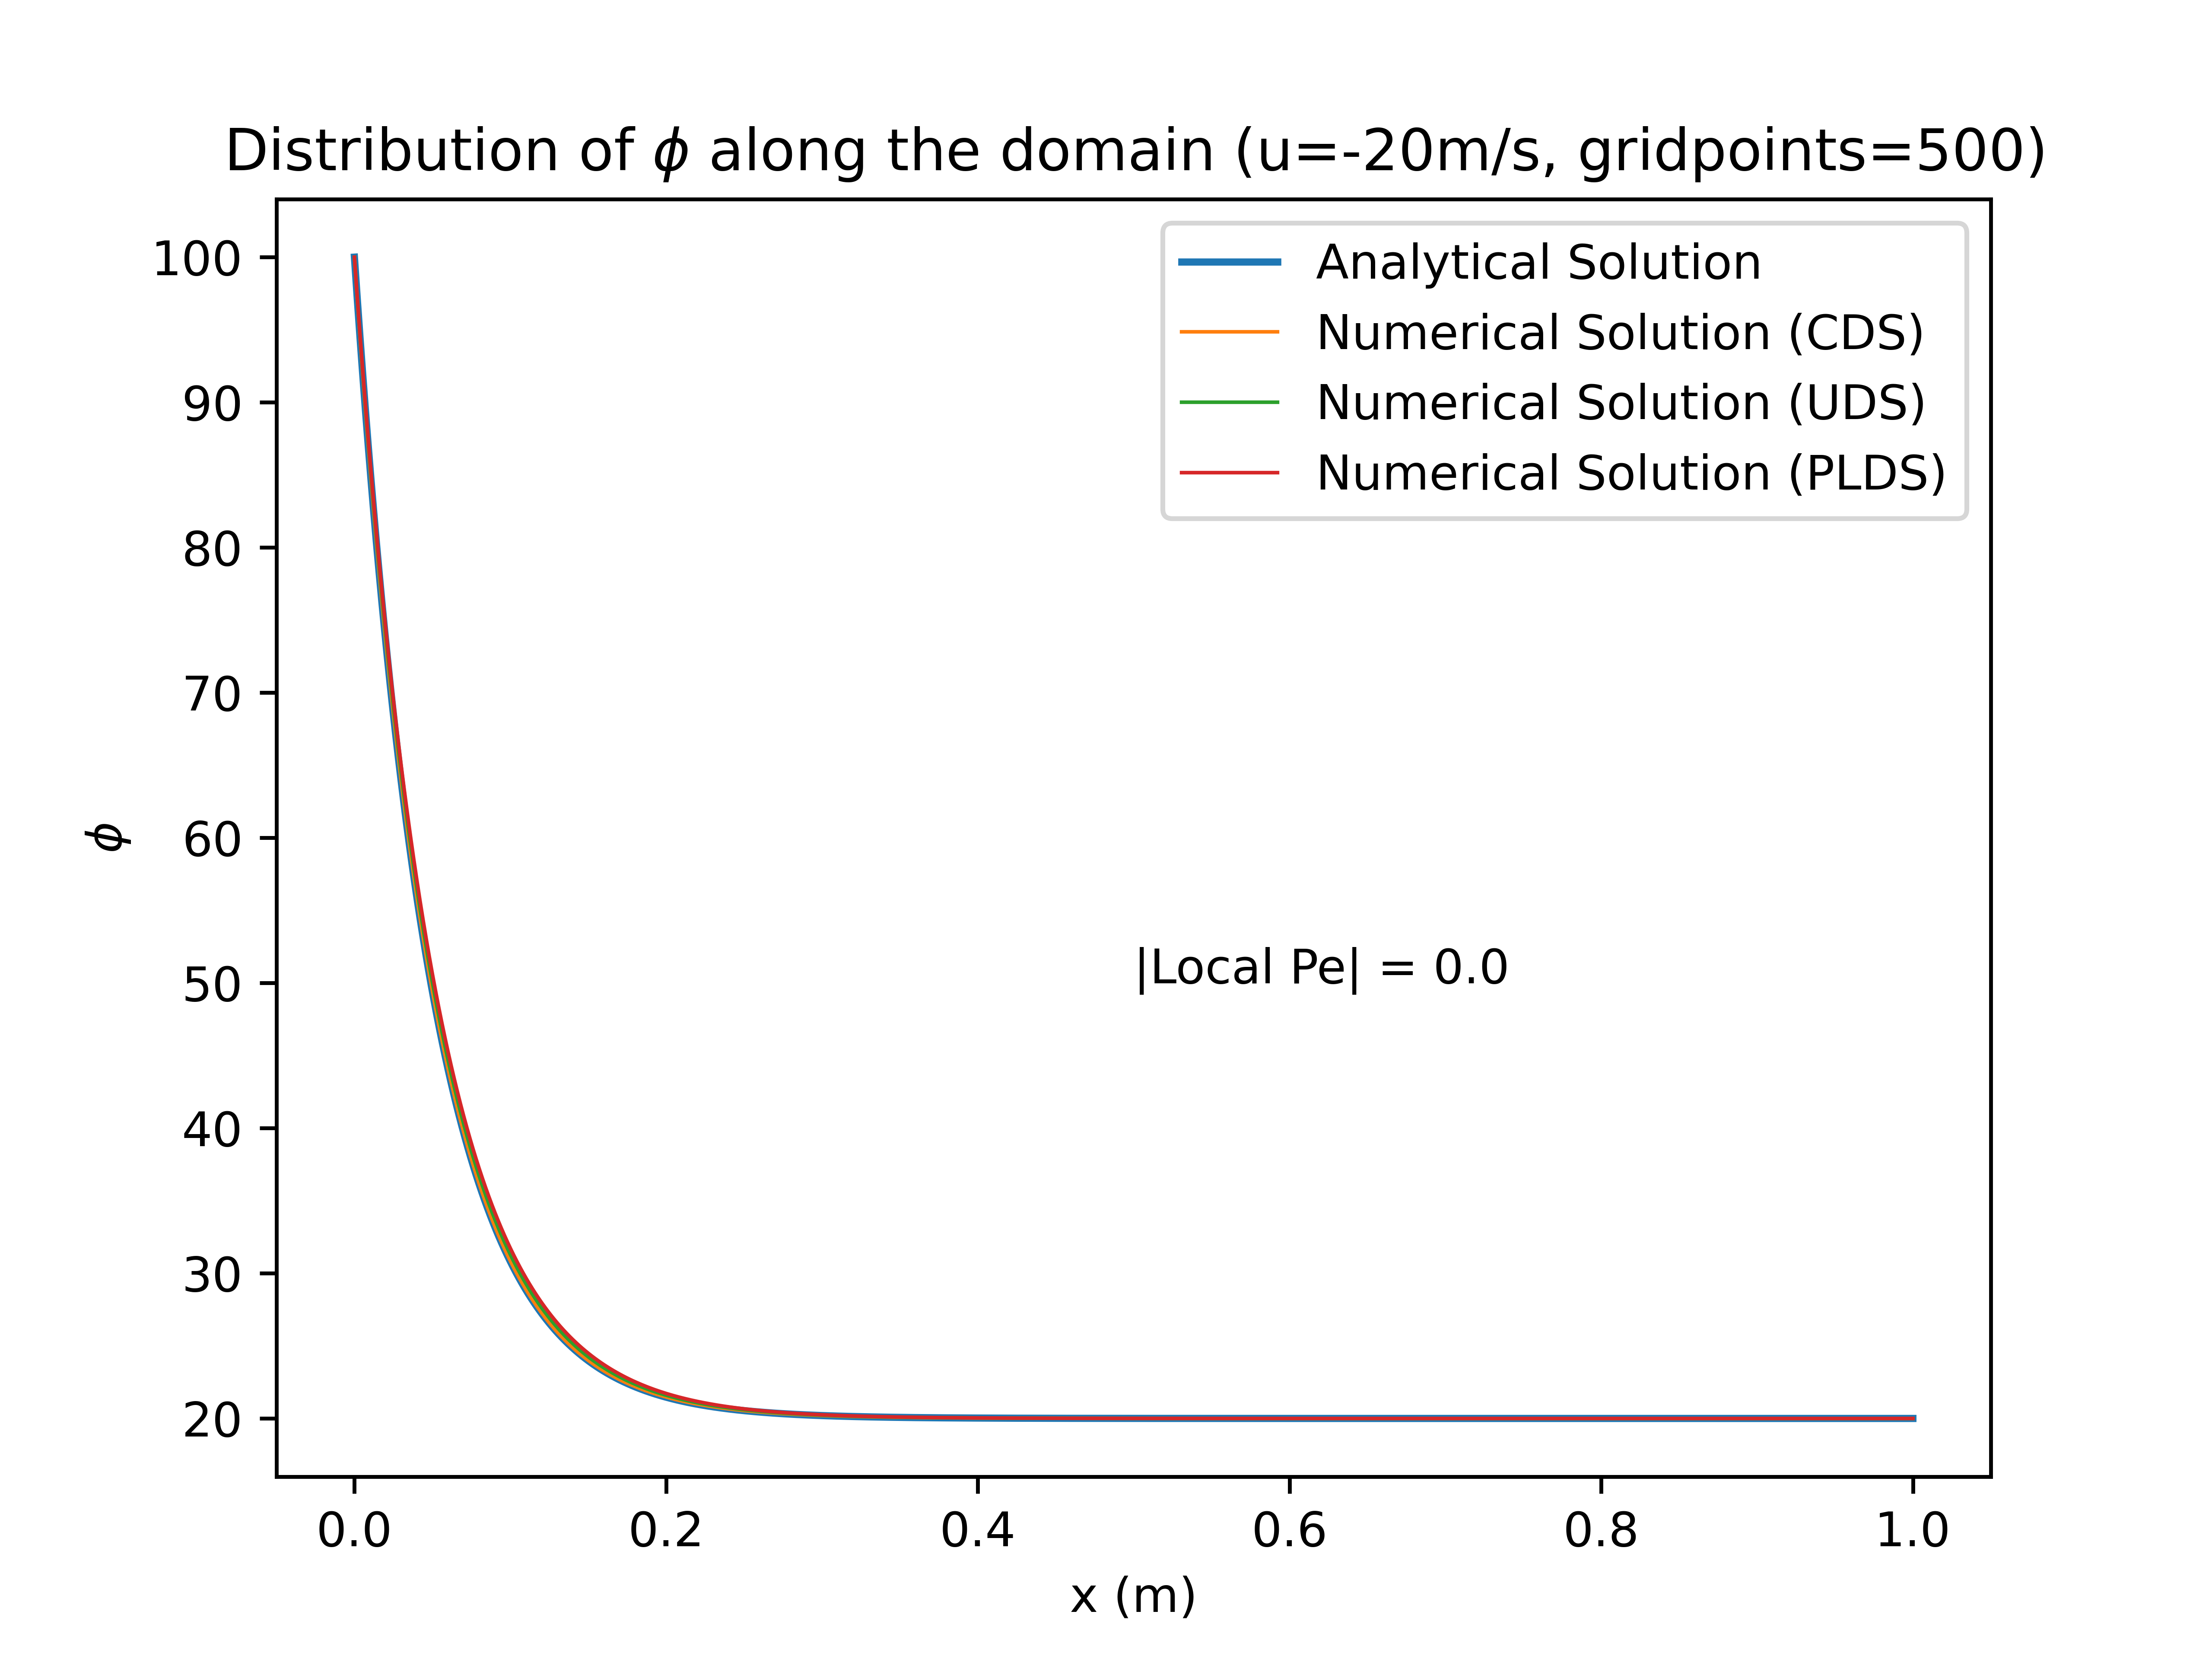 Distribution of ϕ along the domain (u=-20m/s, gridpoints=500)
Analytical Solution
Numerical Solution (CDS)
Numerical Solution (UDS)
Numerical Solution (PLDS)
100
90
80
70
60
50
40
30
20
ϕ
|Local Pe| = 0.0
0.0 0.2 0.4 0.6 0.8 1.0
x (m)